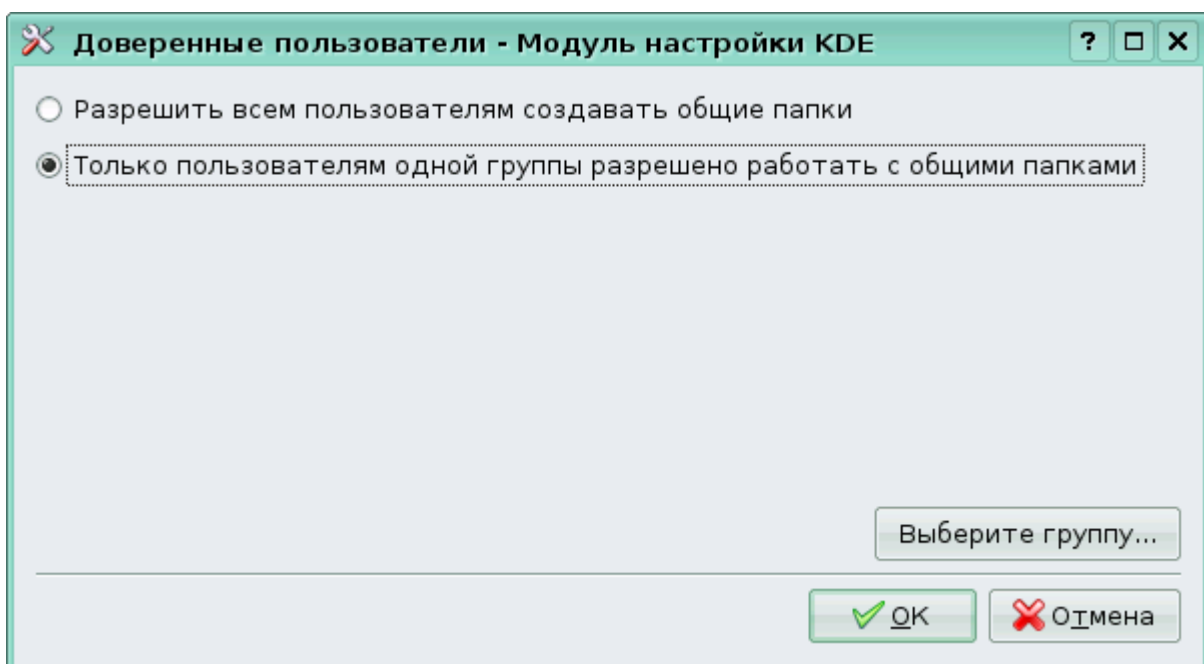 Доверенные пользователи - Модуль настройки KDE
Разрешить всем пользователям создавать общие папки
Только пользователям одной группы разрешено работать с общими папками
Выберите группу...
OK
Отмена